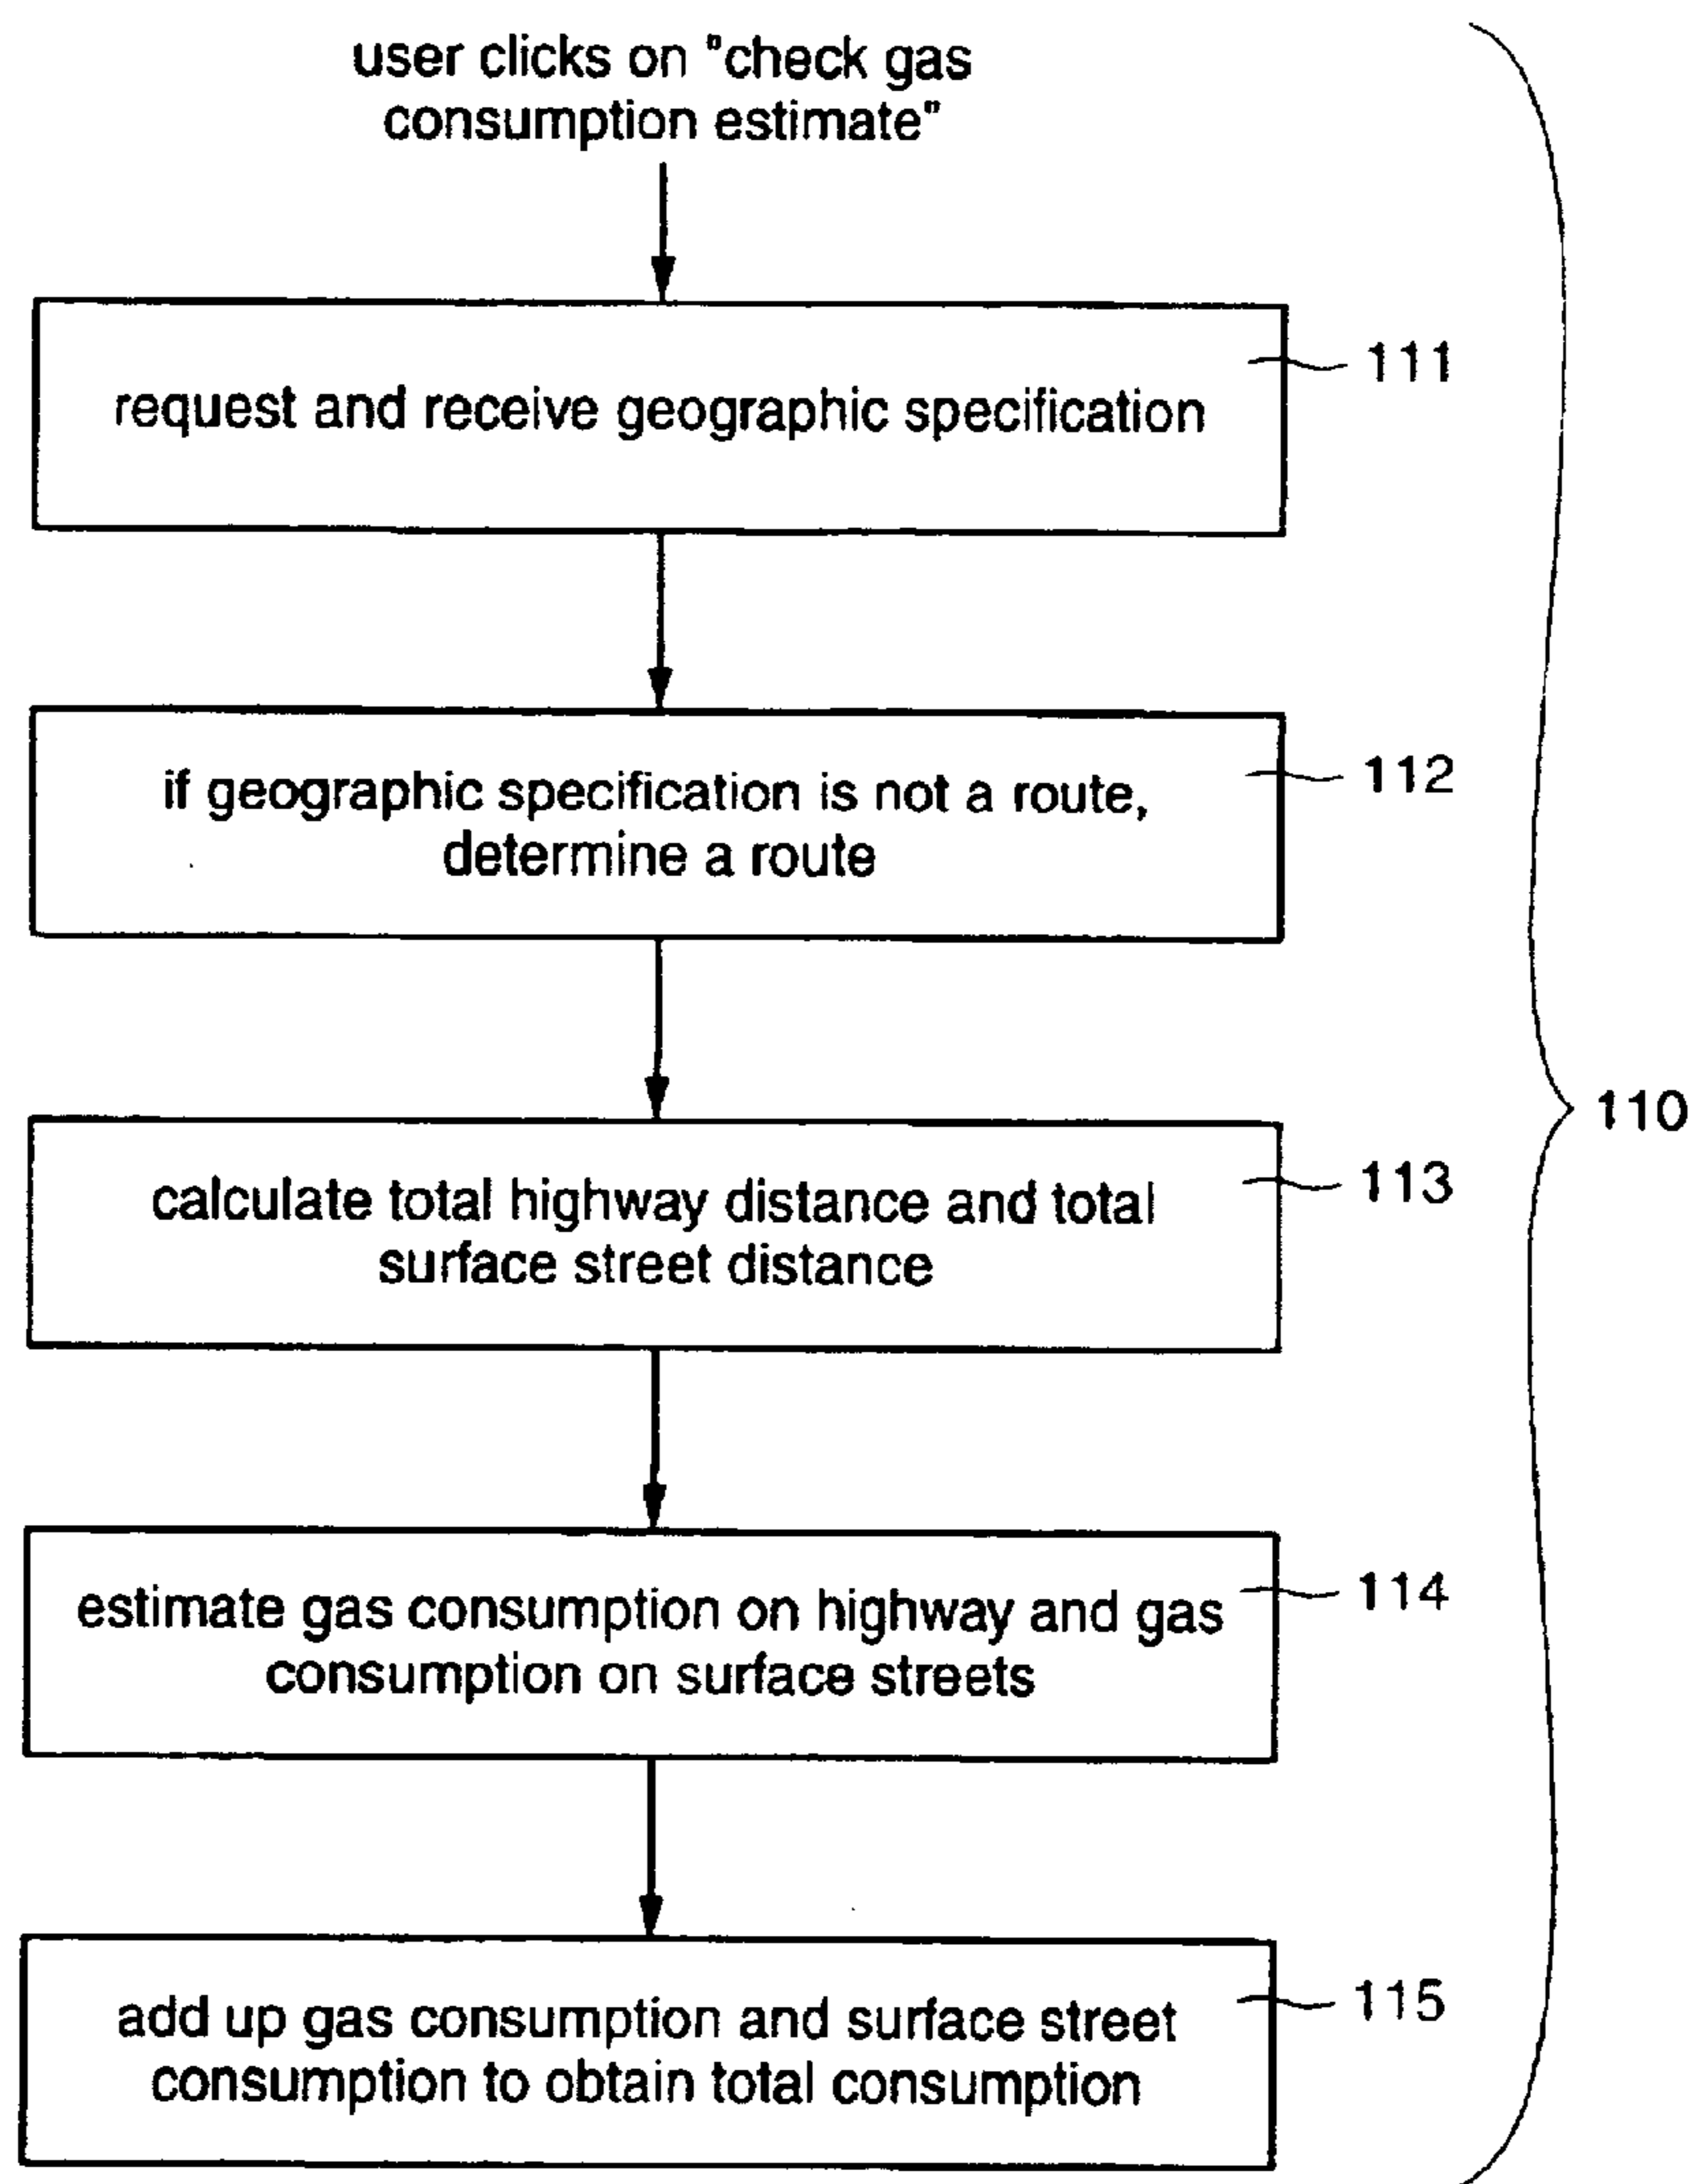 user clicks on "check gas
consumption estimate"
request and receive geographic specification
111
if geographic specification is not a route,
determine a route
112
110
calculate total highway distance and total
surface street distance
113
estimate gas consumption on highway and gas
consumption on surface streets
114
add up gas consumption and surface street
consumption to obtain total consumption
115